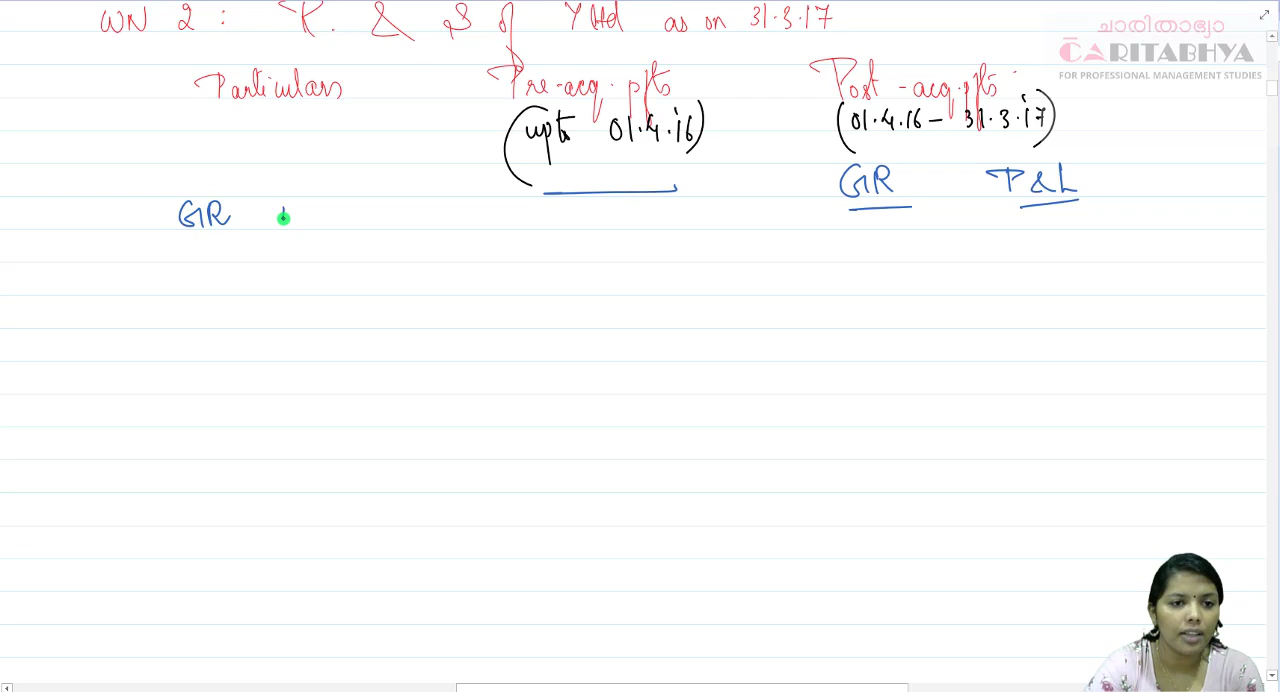 WN 2 : R. & S of Y ltd as on 31.3.17
ചാരിതാഭ്യാ
CARITABHYA
FOR PROFESSIONAL MANAGEMENT STUDIES
Particulars Pre-acq. pfts Post-acq. pfts
(upto 01.4.16) (01.4.16 - 31.3.17)
GR P & L
GR